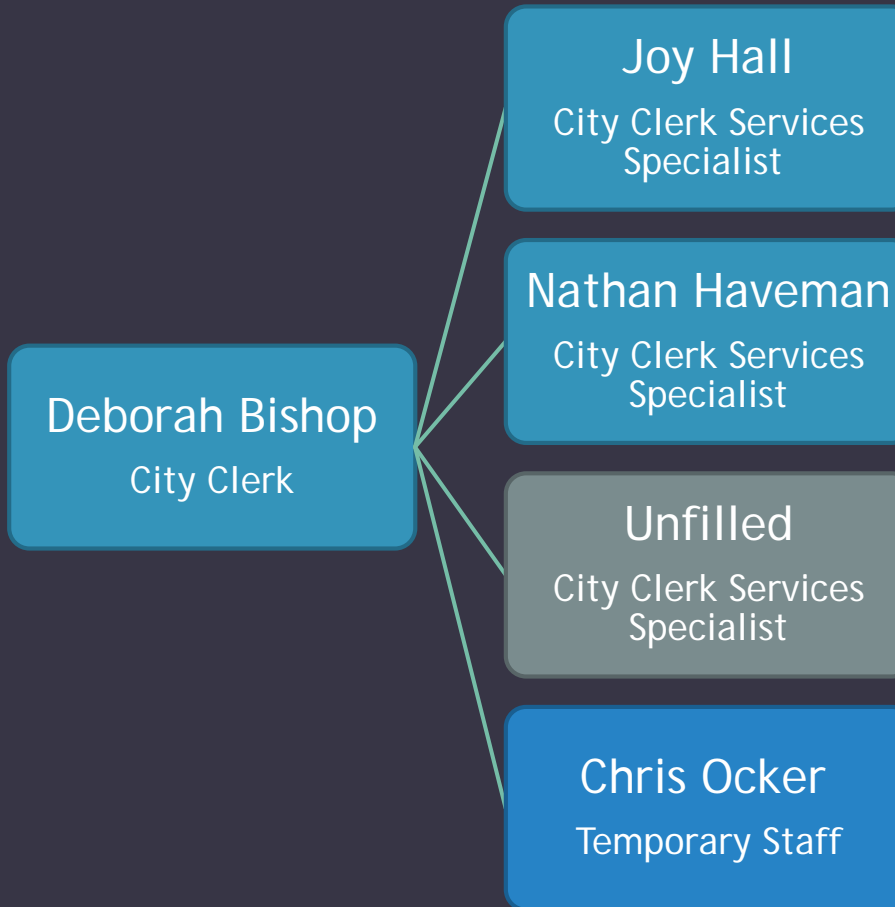 Joy Hall
City Clerk Services
Specialist
Nathan Haveman
City Clerk Services
Specialist
Deborah Bishop
City Clerk
Unfilled
City Clerk Services
Specialist
Chris Ocker
Temporary Staff